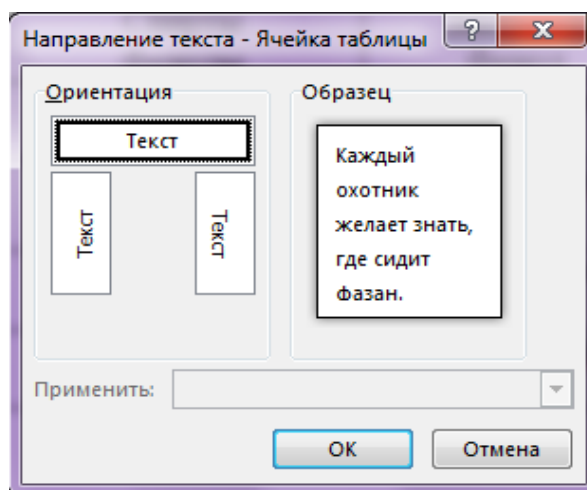 Направление текста - Ячейка таблицы
?
Ориентация
Образец
Текст
Текст
Текст
Каждый
охотник
желает знать,
где сидит
фазан.
Применить:
ОК
Отмена